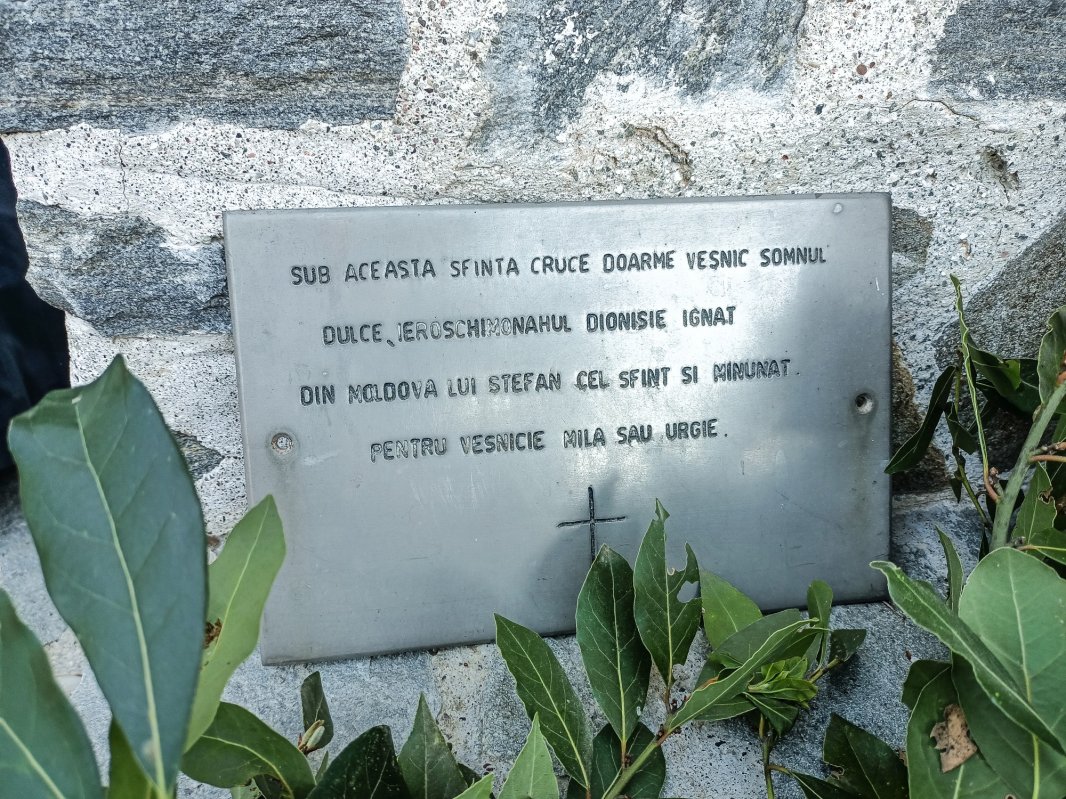 SUB ACEASTA SFINTA CRUCE DOARME VEȘNIC SOMNUL
DULCE, IEROSCHIMONAHUL DIONISIE IGNAT
DIN MOLDOVA LUI STEFAN CEL SFINT SI MINUNAT.
PENTRU VESNICIE MILA SAU URGIE.